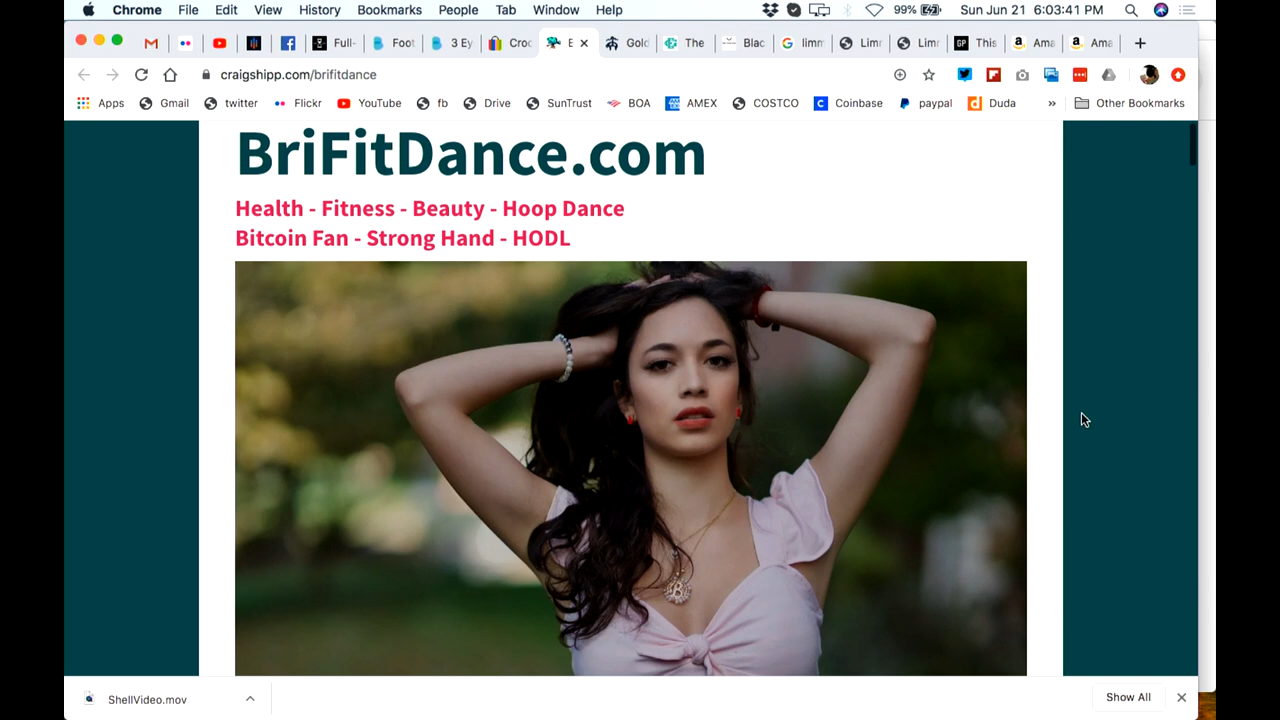 Chrome File Edit View History Bookmarks People Tab Window Help 99% Sun Jun 21 6:03:41 PM
Full- Foot 3 Ey Croc E Gold The Blac limm Limr Limr This Ama Ama
craigshipp.com/brifitdance
Apps Gmail twitter Flickr YouTube fb Drive SunTrust BOA AMEX COSTCO Coinbase paypal Duda » Other Bookmarks
BriFitDance.com
Health - Fitness - Beauty - Hoop Dance
Bitcoin Fan - Strong Hand - HODL
B
ShellVideo.mov Show All